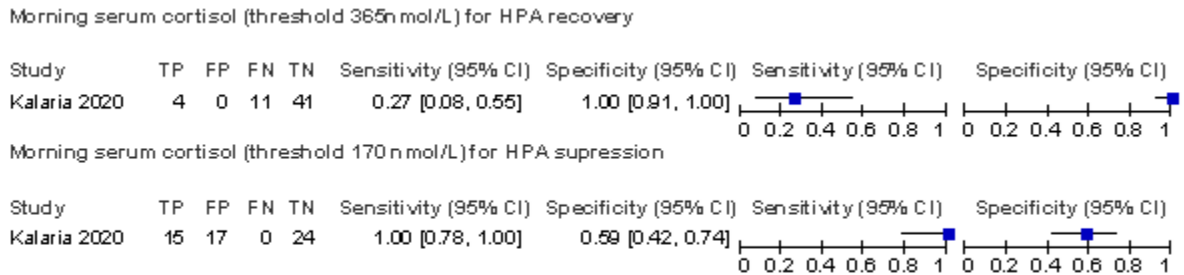 Morning serum cortisol (threshold 365nmol/L) for HPA recovery
Study TP FP FN TN Sensitivity (95% CI) Specificity (95% CI) Sensitivity (95% CI) Specificity (95% CI)
Kalaria 2020 4 0 11 41 0.27 [0.08, 0.55] 1.00 [0.91, 1.00]
0 0.2 0.4 0.6 0.8 1 0 0.2 0.4 0.6 0.8 1
Morning serum cortisol (threshold 170 nmol/L) for HPA supression
Study TP FP FN TN Sensitivity (95% CI) Specificity (95% CI) Sensitivity (95% CI) Specificity (95% CI)
Kalaria 2020 15 17 0 24 1.00 [0.78, 1.00] 0.59 [0.42, 0.74]
0 0.2 0.4 0.6 0.8 1 0 0.2 0.4 0.6 0.8 1